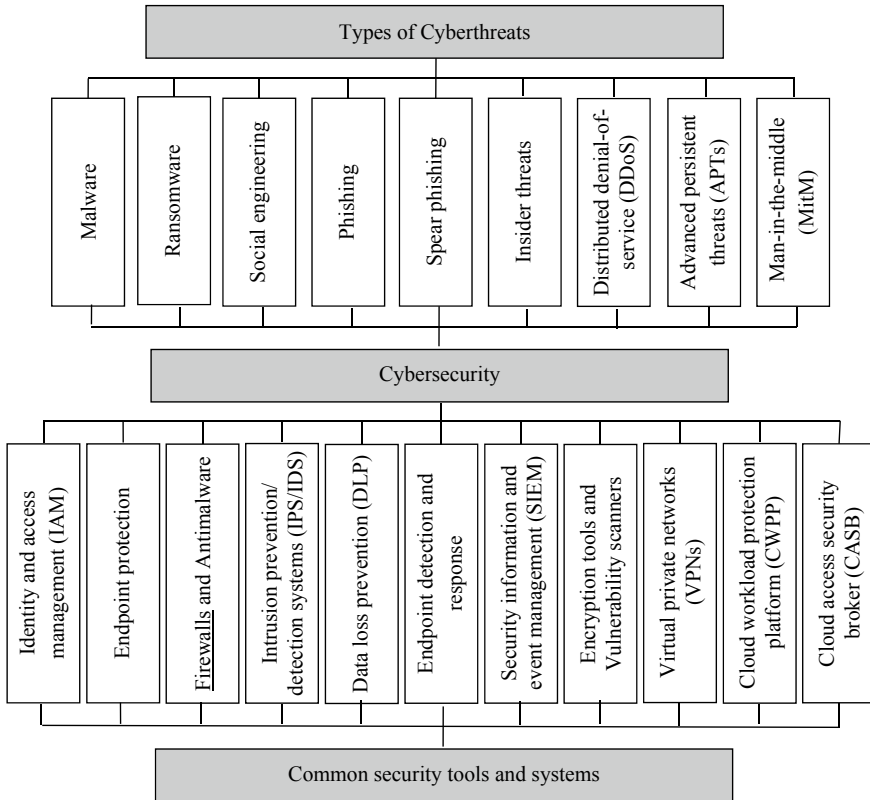 Types of Cyberthreats
Malware
Ransomware
Social engineering
Phishing
Spear phishing
Insider threats
Distributed denial-of-
service (DDoS)
Advanced persistent
threats (APTs)
Man-in-the-middle
(MitM)
Cybersecurity
Identity and access
management (IAM)
Endpoint protection
Firewalls and Antimalware
Intrusion prevention/
detection systems (IPS/IDS)
Data loss prevention (DLP)
Endpoint detection and
response
Security information and
event management (SIEM)
Encryption tools and
Vulnerability scanners
Virtual private networks
(VPNs)
Cloud workload protection
platform (CWPP)
Cloud access security
broker (CASB)
Common security tools and systems